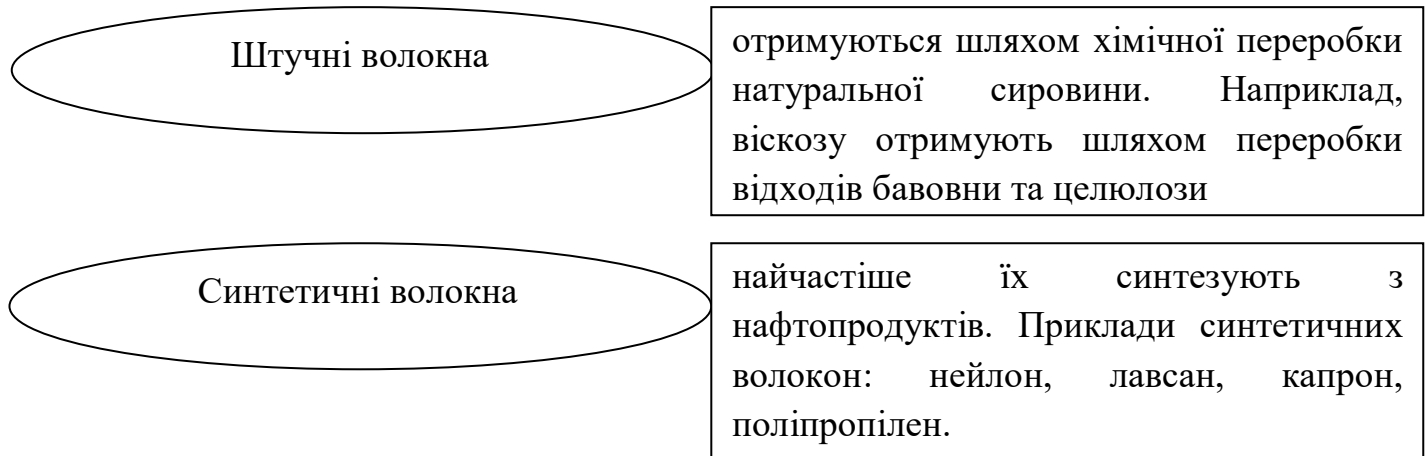 Штучні волокна
отримуються шляхом хімічної переробки
натуральної сировини. Наприклад,
віскозу отримують шляхом переробки
відходів бавовни та целюлози
Синтетичні волокна
найчастіше їх синтезують з
нафтопродуктів. Приклади синтетичних
волокон: нейлон, лавсан, капрон,
поліпропілен.